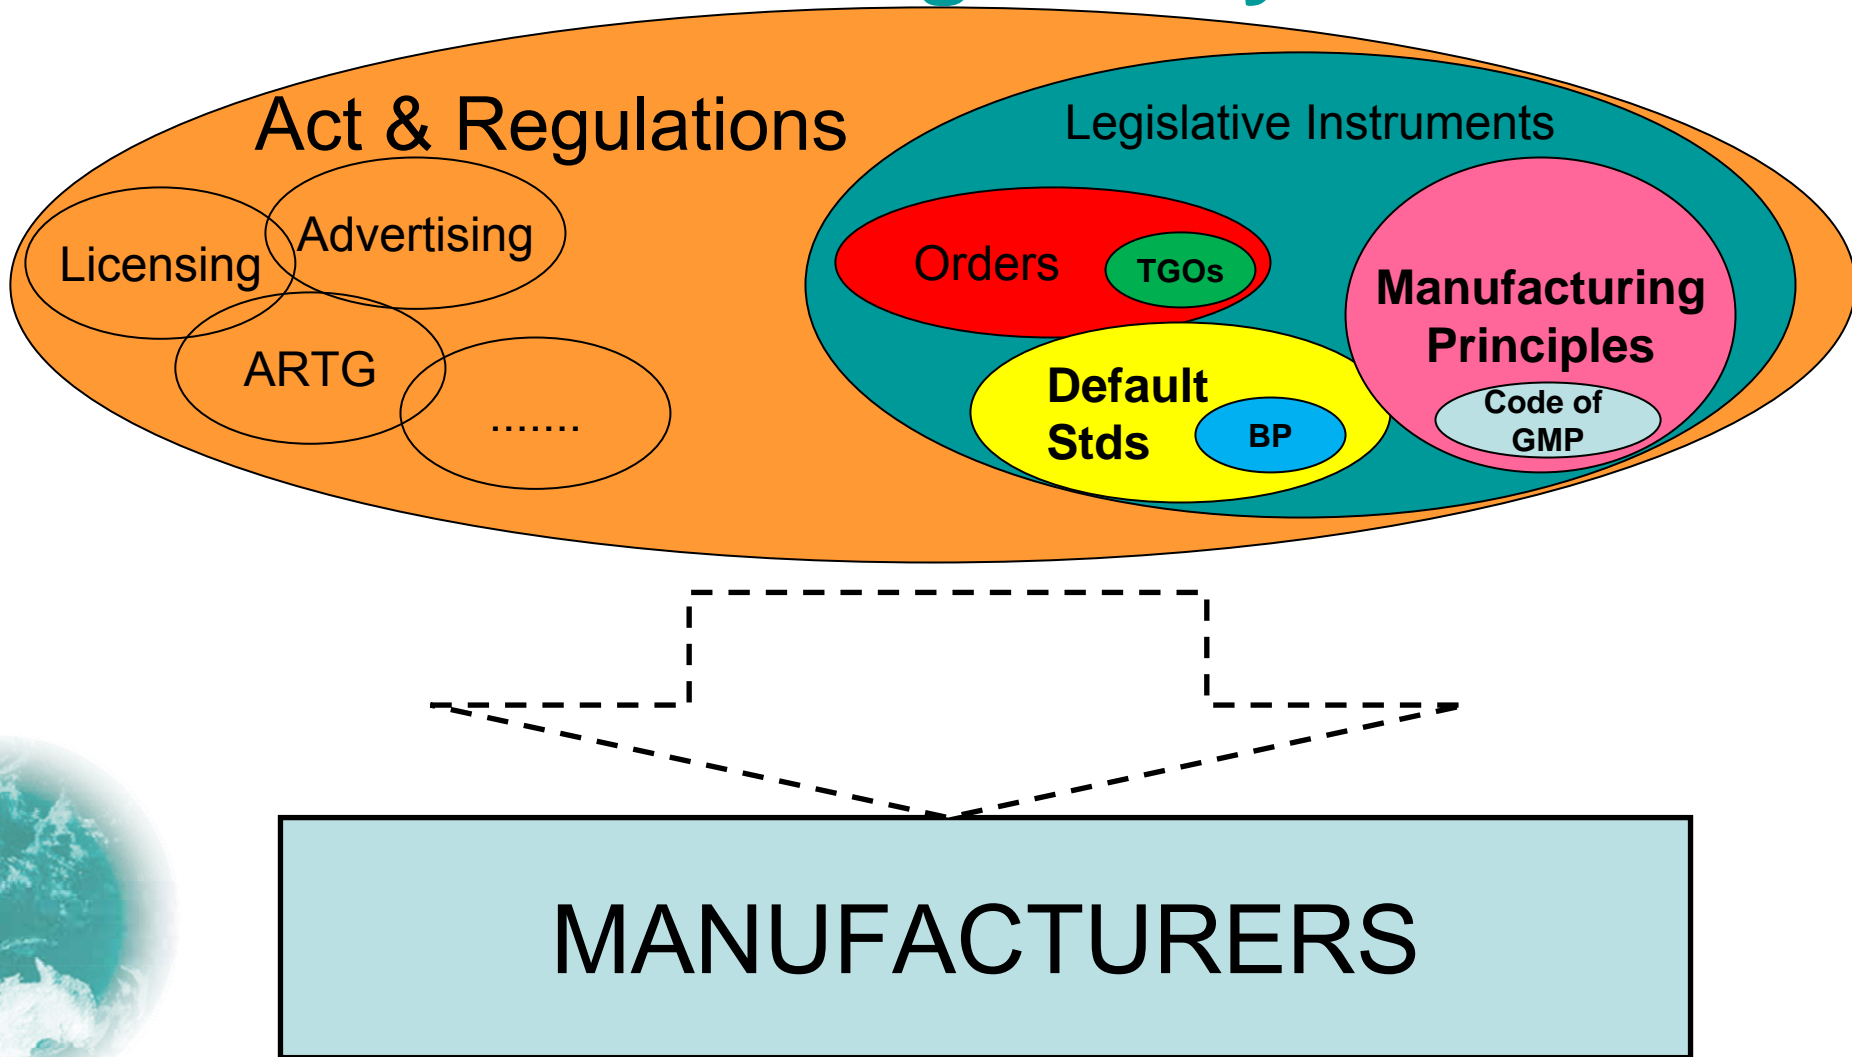 Act & Regulations
Legislative Instruments
Licensing
Advertising
ARTG
.......
Orders
TGOs
Default
Stds
BP
Manufacturing
Principles
Code of
GMP
MANUFACTURERS